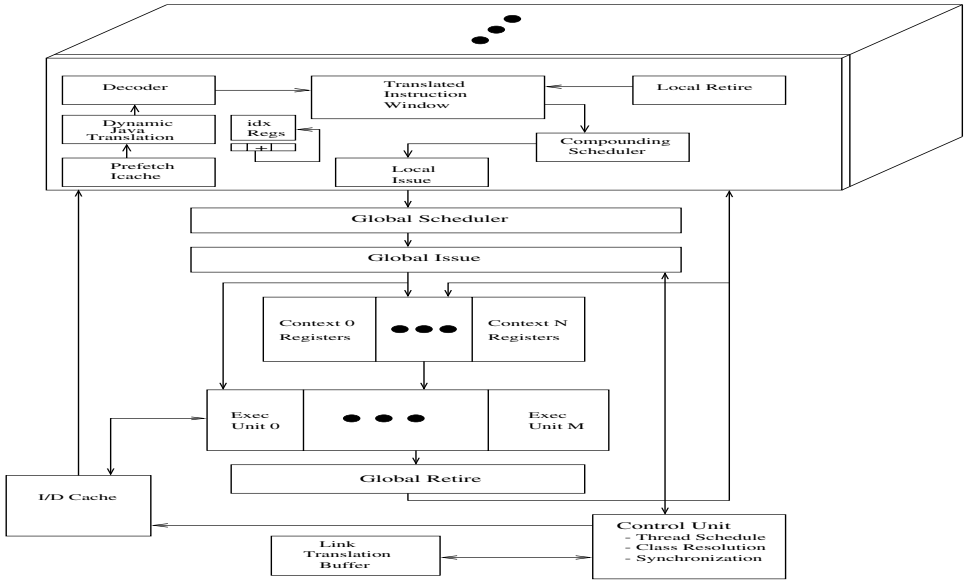 Decoder
Translated
Instruction
Window
Local Retire
Dynamic
Java
Translation
idx
Regs
+
Compounding
Scheduler
Prefetch
Icache
Local
Issue
Global Scheduler
Global Issue
Context 0
Registers
Context N
Registers
Exec
Unit 0
Exec
Unit M
Global Retire
I/D Cache
Control Unit
- Thread Schedule
- Class Resolution
- Synchronization
Link
Translation
Buffer